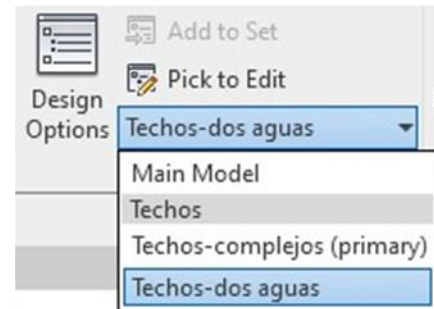 Add to Set
Pick to Edit
Design
Options
Techos-dos aguas
Main Model
Techos
Techos-complejos (primary)
Techos-dos aguas